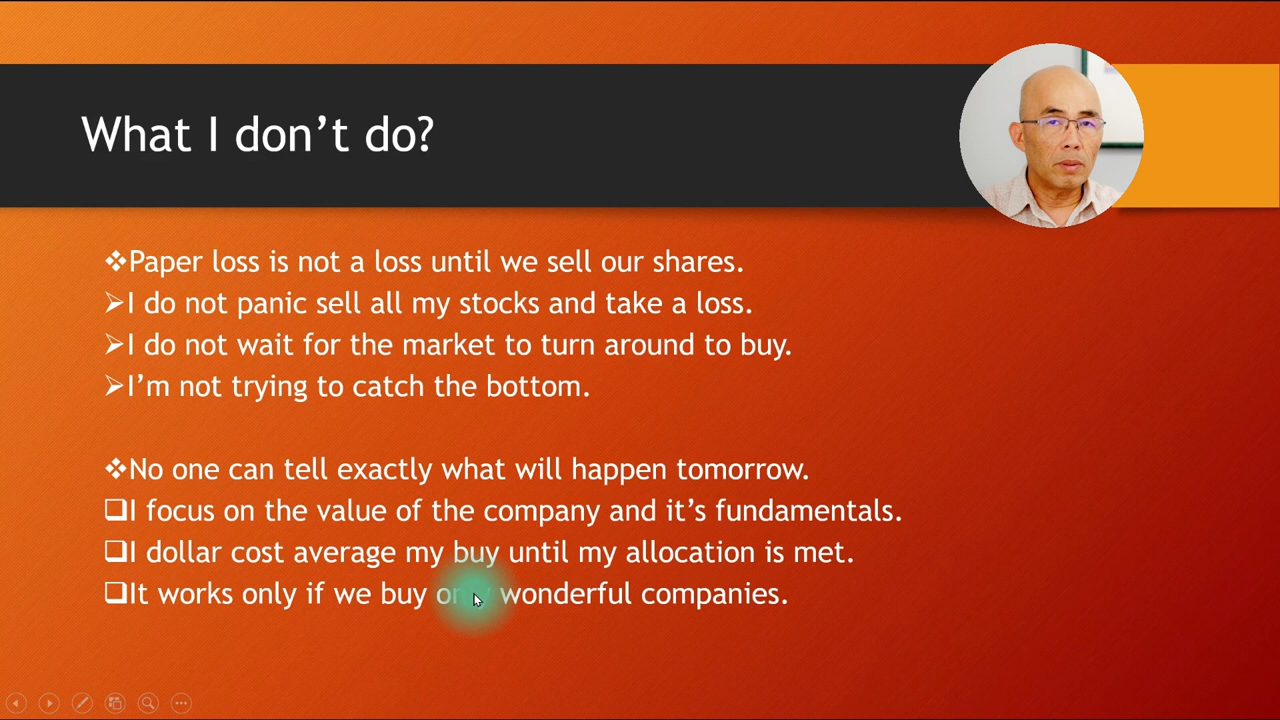 What I don't do?
❖Paper loss is not a loss until we sell our shares.
➢I do not panic sell all my stocks and take a loss.
➢I do not wait for the market to turn around to buy.
➢I'm not trying to catch the bottom.
❖No one can tell exactly what will happen tomorrow.
❑I focus on the value of the company and it's fundamentals.
❑I dollar cost average my buy until my allocation is met.
❑It works only if we buy wonderful companies.